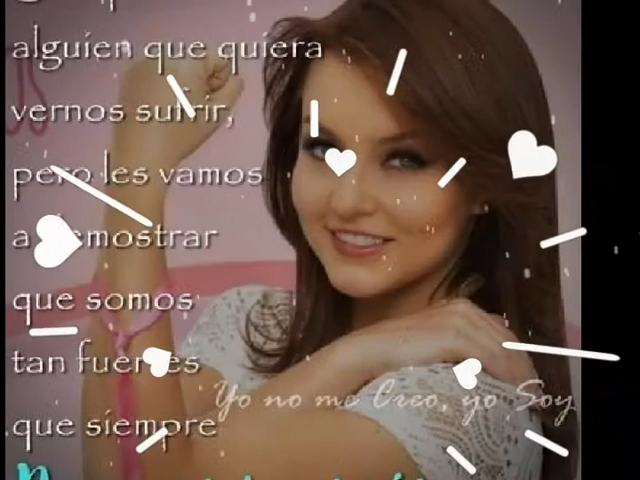 alguien que quiera
vernos sufrir,
pero les vamos
a demostrar
que somos
tan fuertes
Yo no me Creo, yo Soy
que siempre